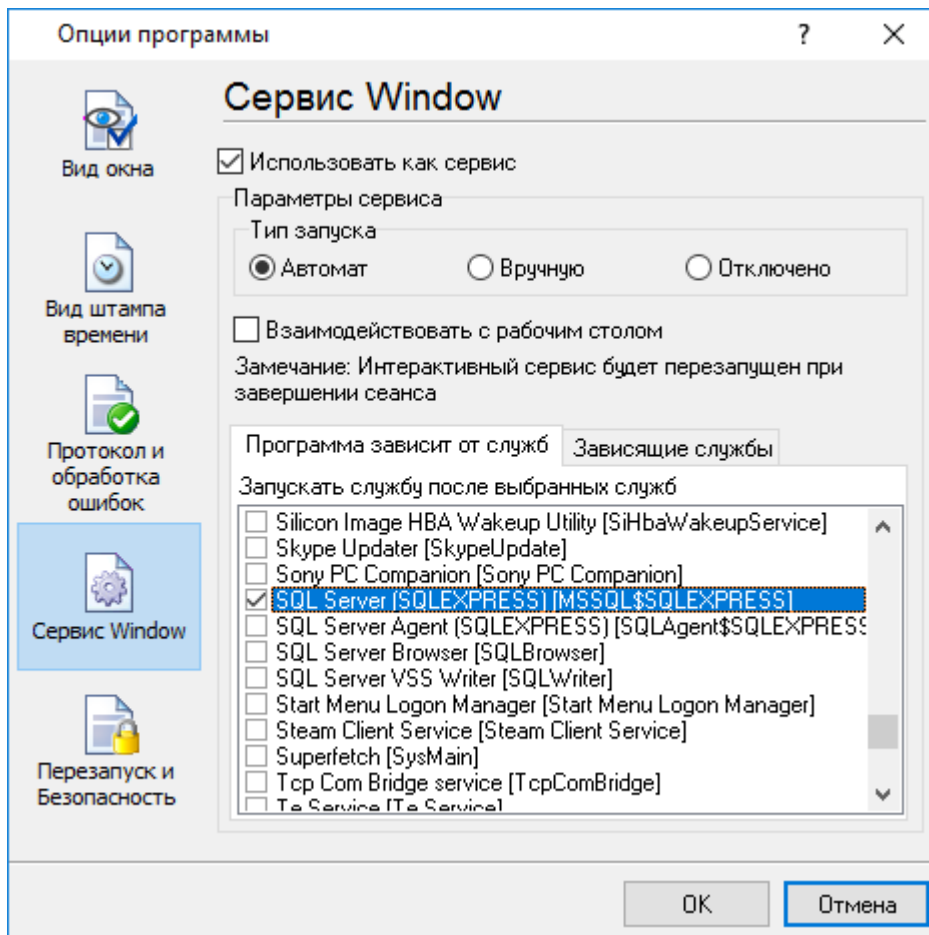 Опции программы
?
Вид окна
Вид штампа
времени
Протокол и
обработка
ошибок
Сервис Window
Перезапуск и
Безопасность
Сервис Window
Использовать как сервис
Параметры сервиса
Тип запуска
Автомат Вручную Отключено
Взаимодействовать с рабочим столом
Замечание: Интерактивный сервис будет перезапущен при
завершении сеанса
Программа зависит от служб Зависящие службы
Запускать службу после выбранных служб
Silicon Image HBA Wakeup Utility [SiHbaWakeupService]
Skype Updater [SkypeUpdate]
Sony PC Companion [Sony PC Companion]
SQL Server (SQLEXPRESS) [MSSQL$SQLEXPRESS]
SQL Server Agent (SQLEXPRESS) [SQLAgent$SQLEXPRESS
SQL Server Browser [SQLBrowser]
SQL Server VSS Writer [SQLWriter]
Start Menu Logon Manager [Start Menu Logon Manager]
Steam Client Service [Steam Client Service]
Superfetch [SysMain]
Tcp Com Bridge service [TcpComBridge]
Te.Service [Te.Service]
OK Отмена